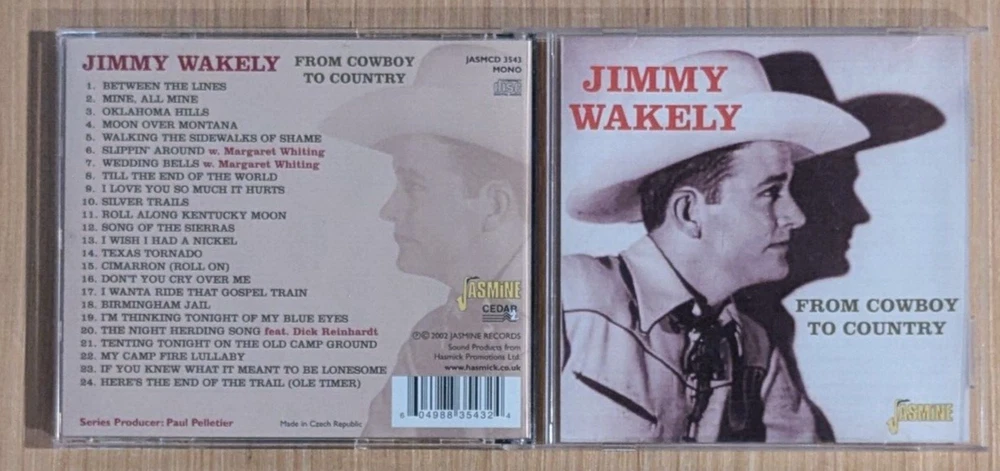 JIMMY WAKELY FROM COWBOY
TO COUNTRY
JASMCD 3543
MONO
disc
1. BETWEEN THE LINES
2. MINE, ALL MINE
3. OKLAHOMA HILLS
4. MOON OVER MONTANA
5. WALKING THE SIDEWALKS OF SHAME
6. SLIPPIN' AROUND w. Margaret Whiting
7. WEDDING BELLS w. Margaret Whiting
8. TILL THE END OF THE WORLD
9. I LOVE YOU SO MUCH IT HURTS
10. SILVER TRAILS
11. ROLL ALONG KENTUCKY MOON
12. SONG OF THE SIERRAS
13. I WISH I HAD A NICKEL
14. TEXAS TORNADO
15. CIMARRON (ROLL ON)
16. DON'T YOU CRY OVER ME
17. I WANTA RIDE THAT GOSPEL TRAIN
18. BIRMINGHAM JAIL
19. I'M THINKING TONIGHT OF MY BLUE EYES
20. THE NIGHT HERDING SONG feat. Dick Reinhardt
21. TENTING TONIGHT ON THE OLD CAMP GROUND
22. MY CAMP FIRE LULLABY
23. IF YOU KNEW WHAT IT MEANT TO BE LONESOME
24. HERE'S THE END OF THE TRAIL (OLE TIMER)
JASMINE
CEDAR
℗© 2002 JASMINE RECORDS
Sound Products from
Hasmick Promotions Ltd.
www.hasmick.co.uk
6 04988 35432 4
Series Producer: Paul Pelletier
Made in Czech Republic
JIMMY
WAKELY
FROM COWBOY
TO COUNTRY
JASMINE